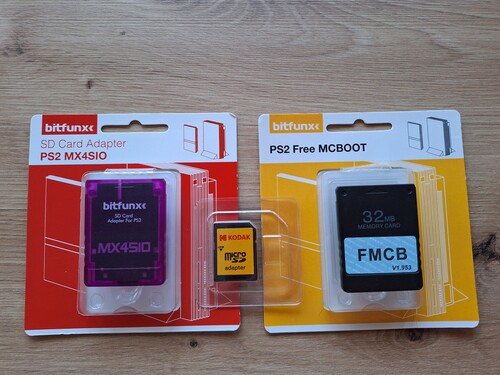 bitfunx
SD Card Adapter
PS2 MX4SIO
bitfunx
SD Card
Adapter For PS2
MX4SIO
KODAK
micro
SD
adapter
bitfunx
PS2 Free MCBOOT
32MB
MEMORY CARD
FMCB
V1.953